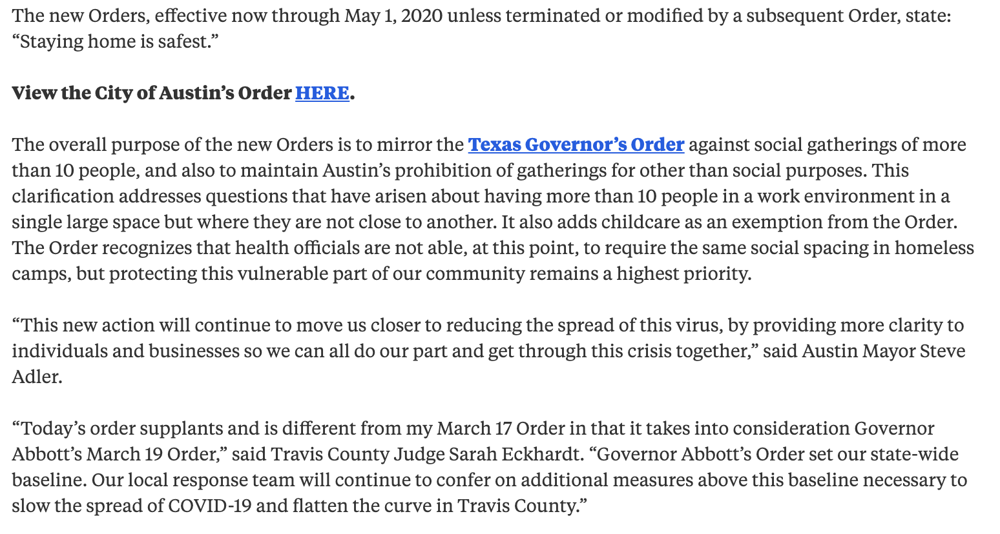 The new Orders, effective now through May 1, 2020 unless terminated or modified by a subsequent Order, state:
“Staying home is safest.”
View the City of Austin’s Order HERE.
The overall purpose of the new Orders is to mirror the Texas Governor’s Order against social gatherings of more
than 10 people, and also to maintain Austin’s prohibition of gatherings for other than social purposes. This
clarification addresses questions that have arisen about having more than 10 people in a work environment in a
single large space but where they are not close to another. It also adds childcare as an exemption from the Order.
The Order recognizes that health officials are not able, at this point, to require the same social spacing in homeless
camps, but protecting this vulnerable part of our community remains a highest priority.
“This new action will continue to move us closer to reducing the spread of this virus, by providing more clarity to
individuals and businesses so we can all do our part and get through this crisis together,” said Austin Mayor Steve
Adler.
“Today’s order supplants and is different from my March 17 Order in that it takes into consideration Governor
Abbott’s March 19 Order,” said Travis County Judge Sarah Eckhardt. “Governor Abbott’s Order set our state-wide
baseline. Our local response team will continue to confer on additional measures above this baseline necessary to
slow the spread of COVID-19 and flatten the curve in Travis County.”